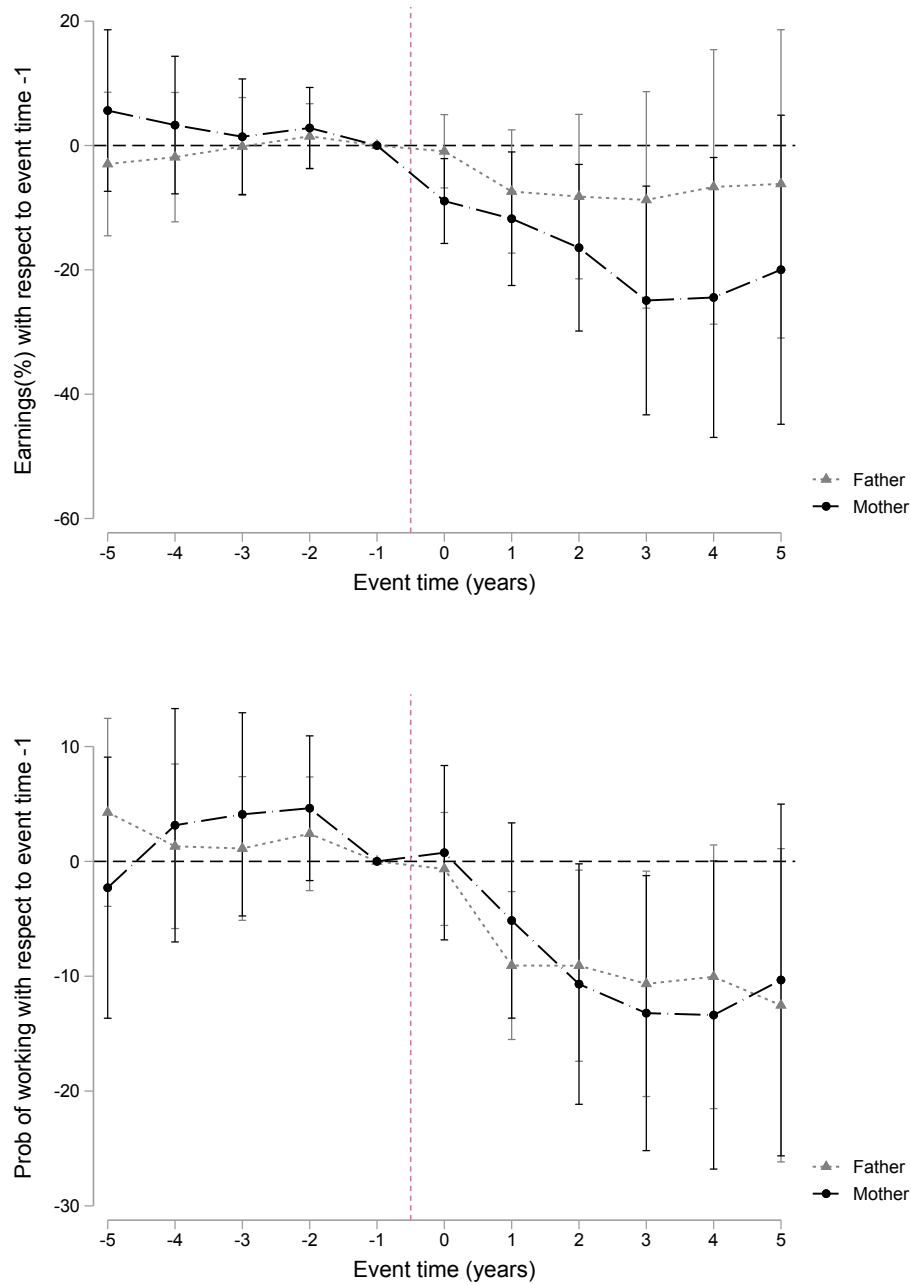 Earnings(%) with respect to event time -1
20
0
-20
-40
-60
-5 -4 -3 -2 -1 0 1 2 3 4 5
Event time (years)
Father
Mother
Prob of working with respect to event time -1
10
0
-10
-20
-30
-5 -4 -3 -2 -1 0 1 2 3 4 5
Event time (years)
Father
Mother